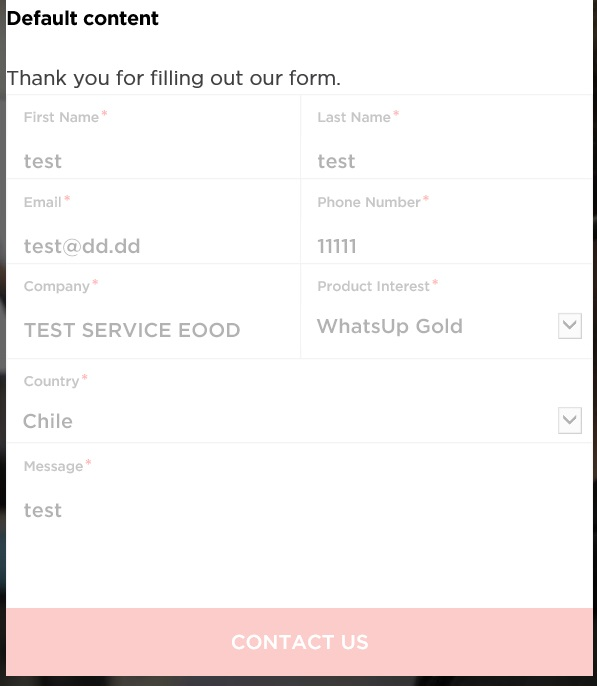 Default content
Thank you for filling out our form.
First Name* Last Name*
test test
Email* Phone Number*
test@dd.dd 11111
Company* Product Interest*
TEST SERVICE EOOD WhatsUp Gold
Country*
Chile
Message*
test
CONTACT US